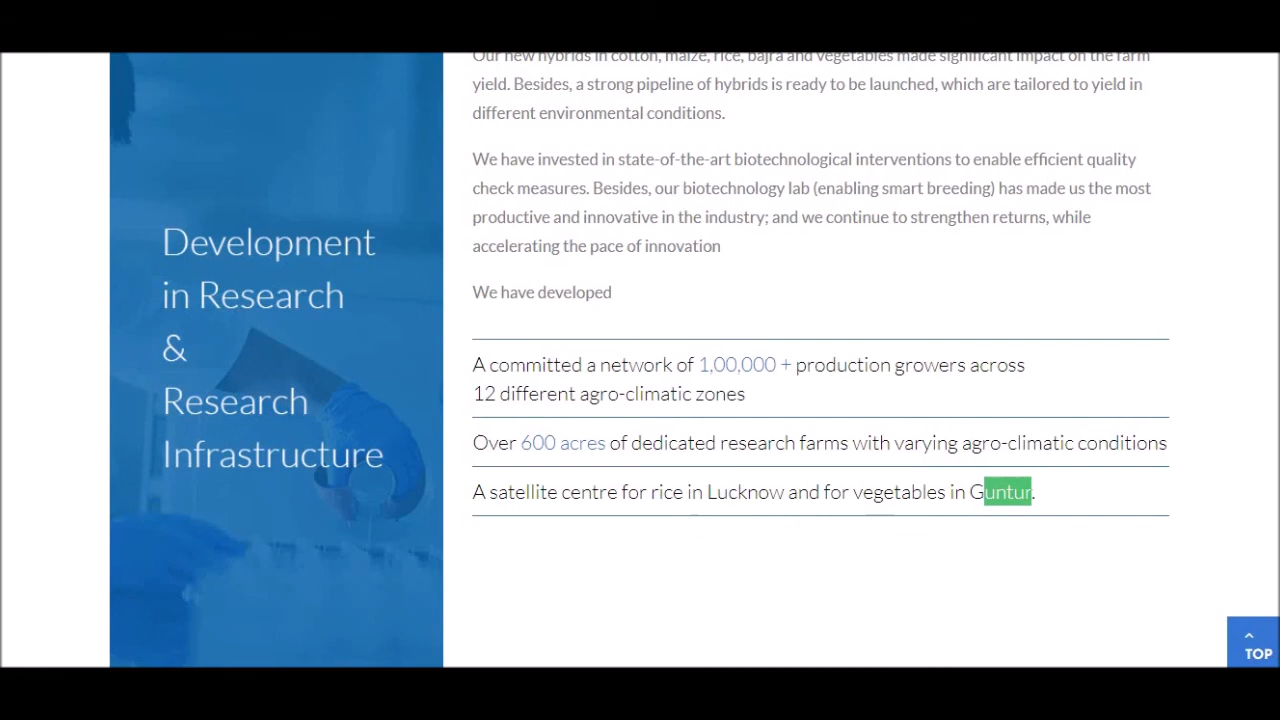 Development
in Research
&
Research
Infrastructure
Our new hybrids in cotton, maize, rice, bajra and vegetables made significant impact on the farm
yield. Besides, a strong pipeline of hybrids is ready to be launched, which are tailored to yield in
different environmental conditions.
We have invested in state-of-the-art biotechnological interventions to enable efficient quality
check measures. Besides, our biotechnology lab (enabling smart breeding) has made us the most
productive and innovative in the industry; and we continue to strengthen returns, while
accelerating the pace of innovation
We have developed
A committed a network of 1,00,000 + production growers across
12 different agro-climatic zones
Over 600 acres of dedicated research farms with varying agro-climatic conditions
A satellite centre for rice in Lucknow and for vegetables in Guntur.
TOP